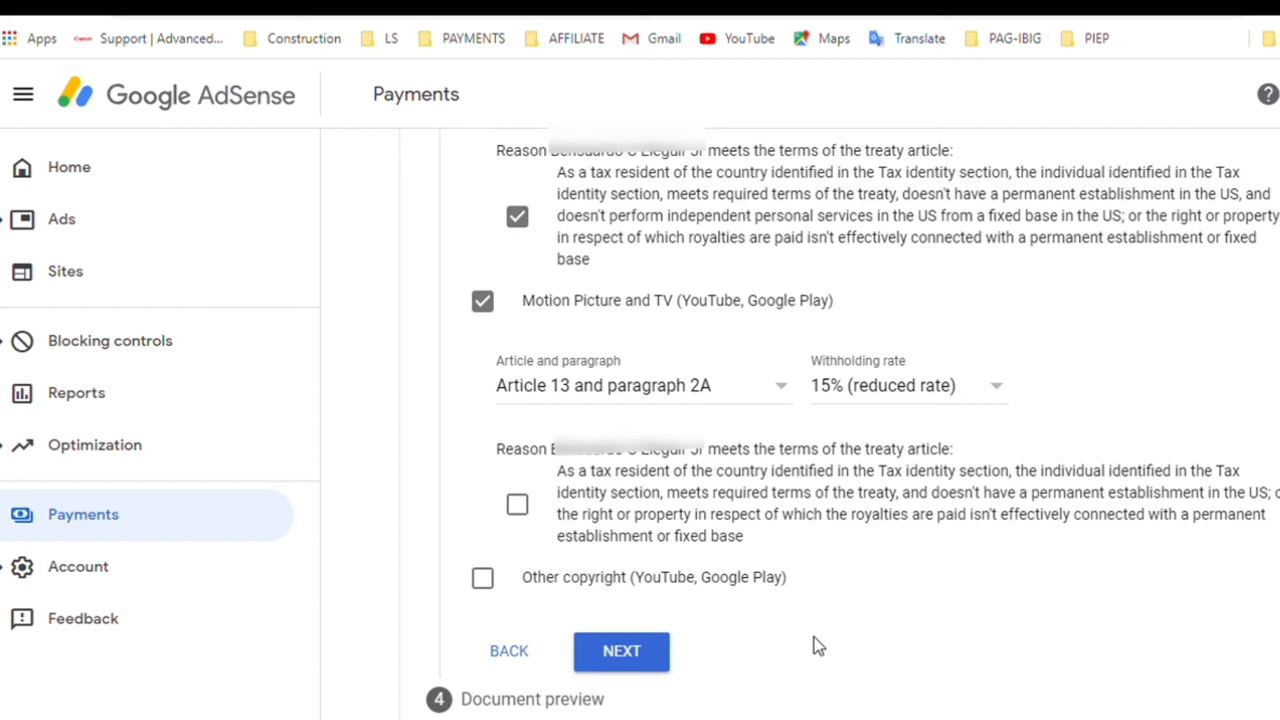 Apps
Support | Advanced...
Construction
LS
PAYMENTS
AFFILIATE
Gmail
YouTube
Maps
Translate
PAG-IBIG
PIEP
Google AdSense
Payments
Home
Ads
Sites
Blocking controls
Reports
Optimization
Payments
Account
Feedback
Reason meets the terms of the treaty article:
As a tax resident of the country identified in the Tax identity section, the individual identified in the Tax
identity section, meets required terms of the treaty, doesn't have a permanent establishment in the US, and
doesn't perform independent personal services in the US from a fixed base in the US; or the right or property
in respect of which royalties are paid isn't effectively connected with a permanent establishment or fixed
base
Motion Picture and TV (YouTube, Google Play)
Article and paragraph
Article 13 and paragraph 2A
Withholding rate
15% (reduced rate)
Reason meets the terms of the treaty article:
As a tax resident of the country identified in the Tax identity section, the individual identified in the Tax
identity section, meets required terms of the treaty, and doesn't have a permanent establishment in the US;
the right or property in respect of which the royalties are paid isn't effectively connected with a permanent
establishment or fixed base
Other copyright (YouTube, Google Play)
BACK
NEXT
4 Document preview